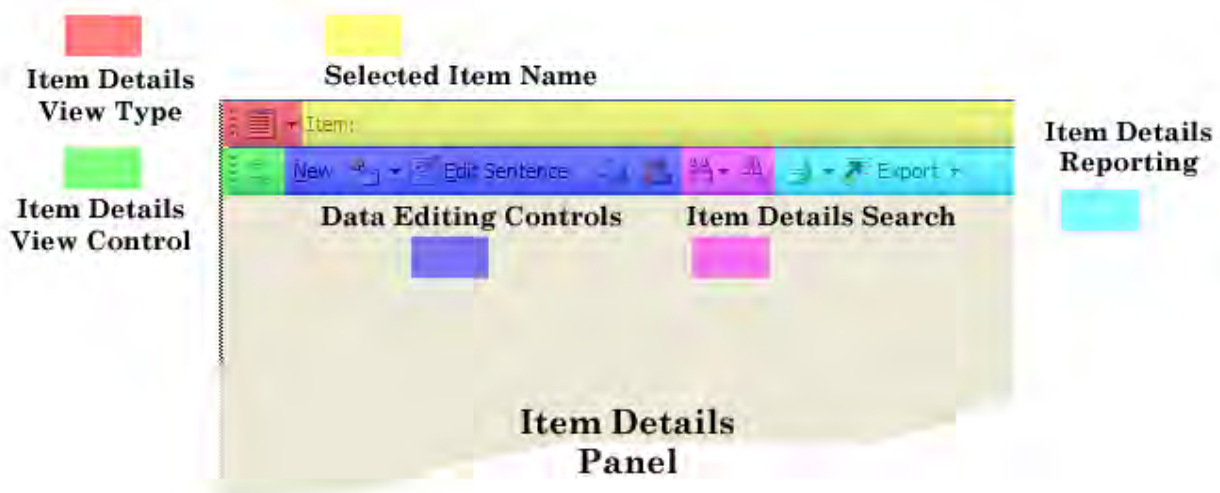 Item Details
View Type
Selected Item Name
Item:
Item Details
Reporting
New Edit Sentence Export
Item Details
View Control
Data Editing Controls
Item Details Search
Item Details
Panel